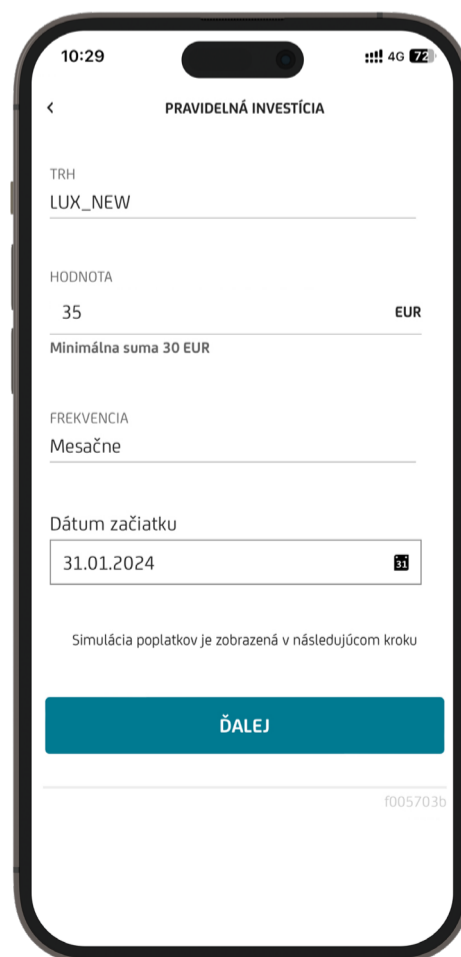 10:29 4G 72
PRAVIDELNÁ INVESTÍCIA
TRH
LUX_NEW
HODNOTA
35 EUR
Minimálna suma 30 EUR
FREKVENCIA
Mesačne
Dátum začiatku
31.01.2024 31
Simulácia poplatkov je zobrazená v následujúcom kroku
ĎALEJ
f005703b